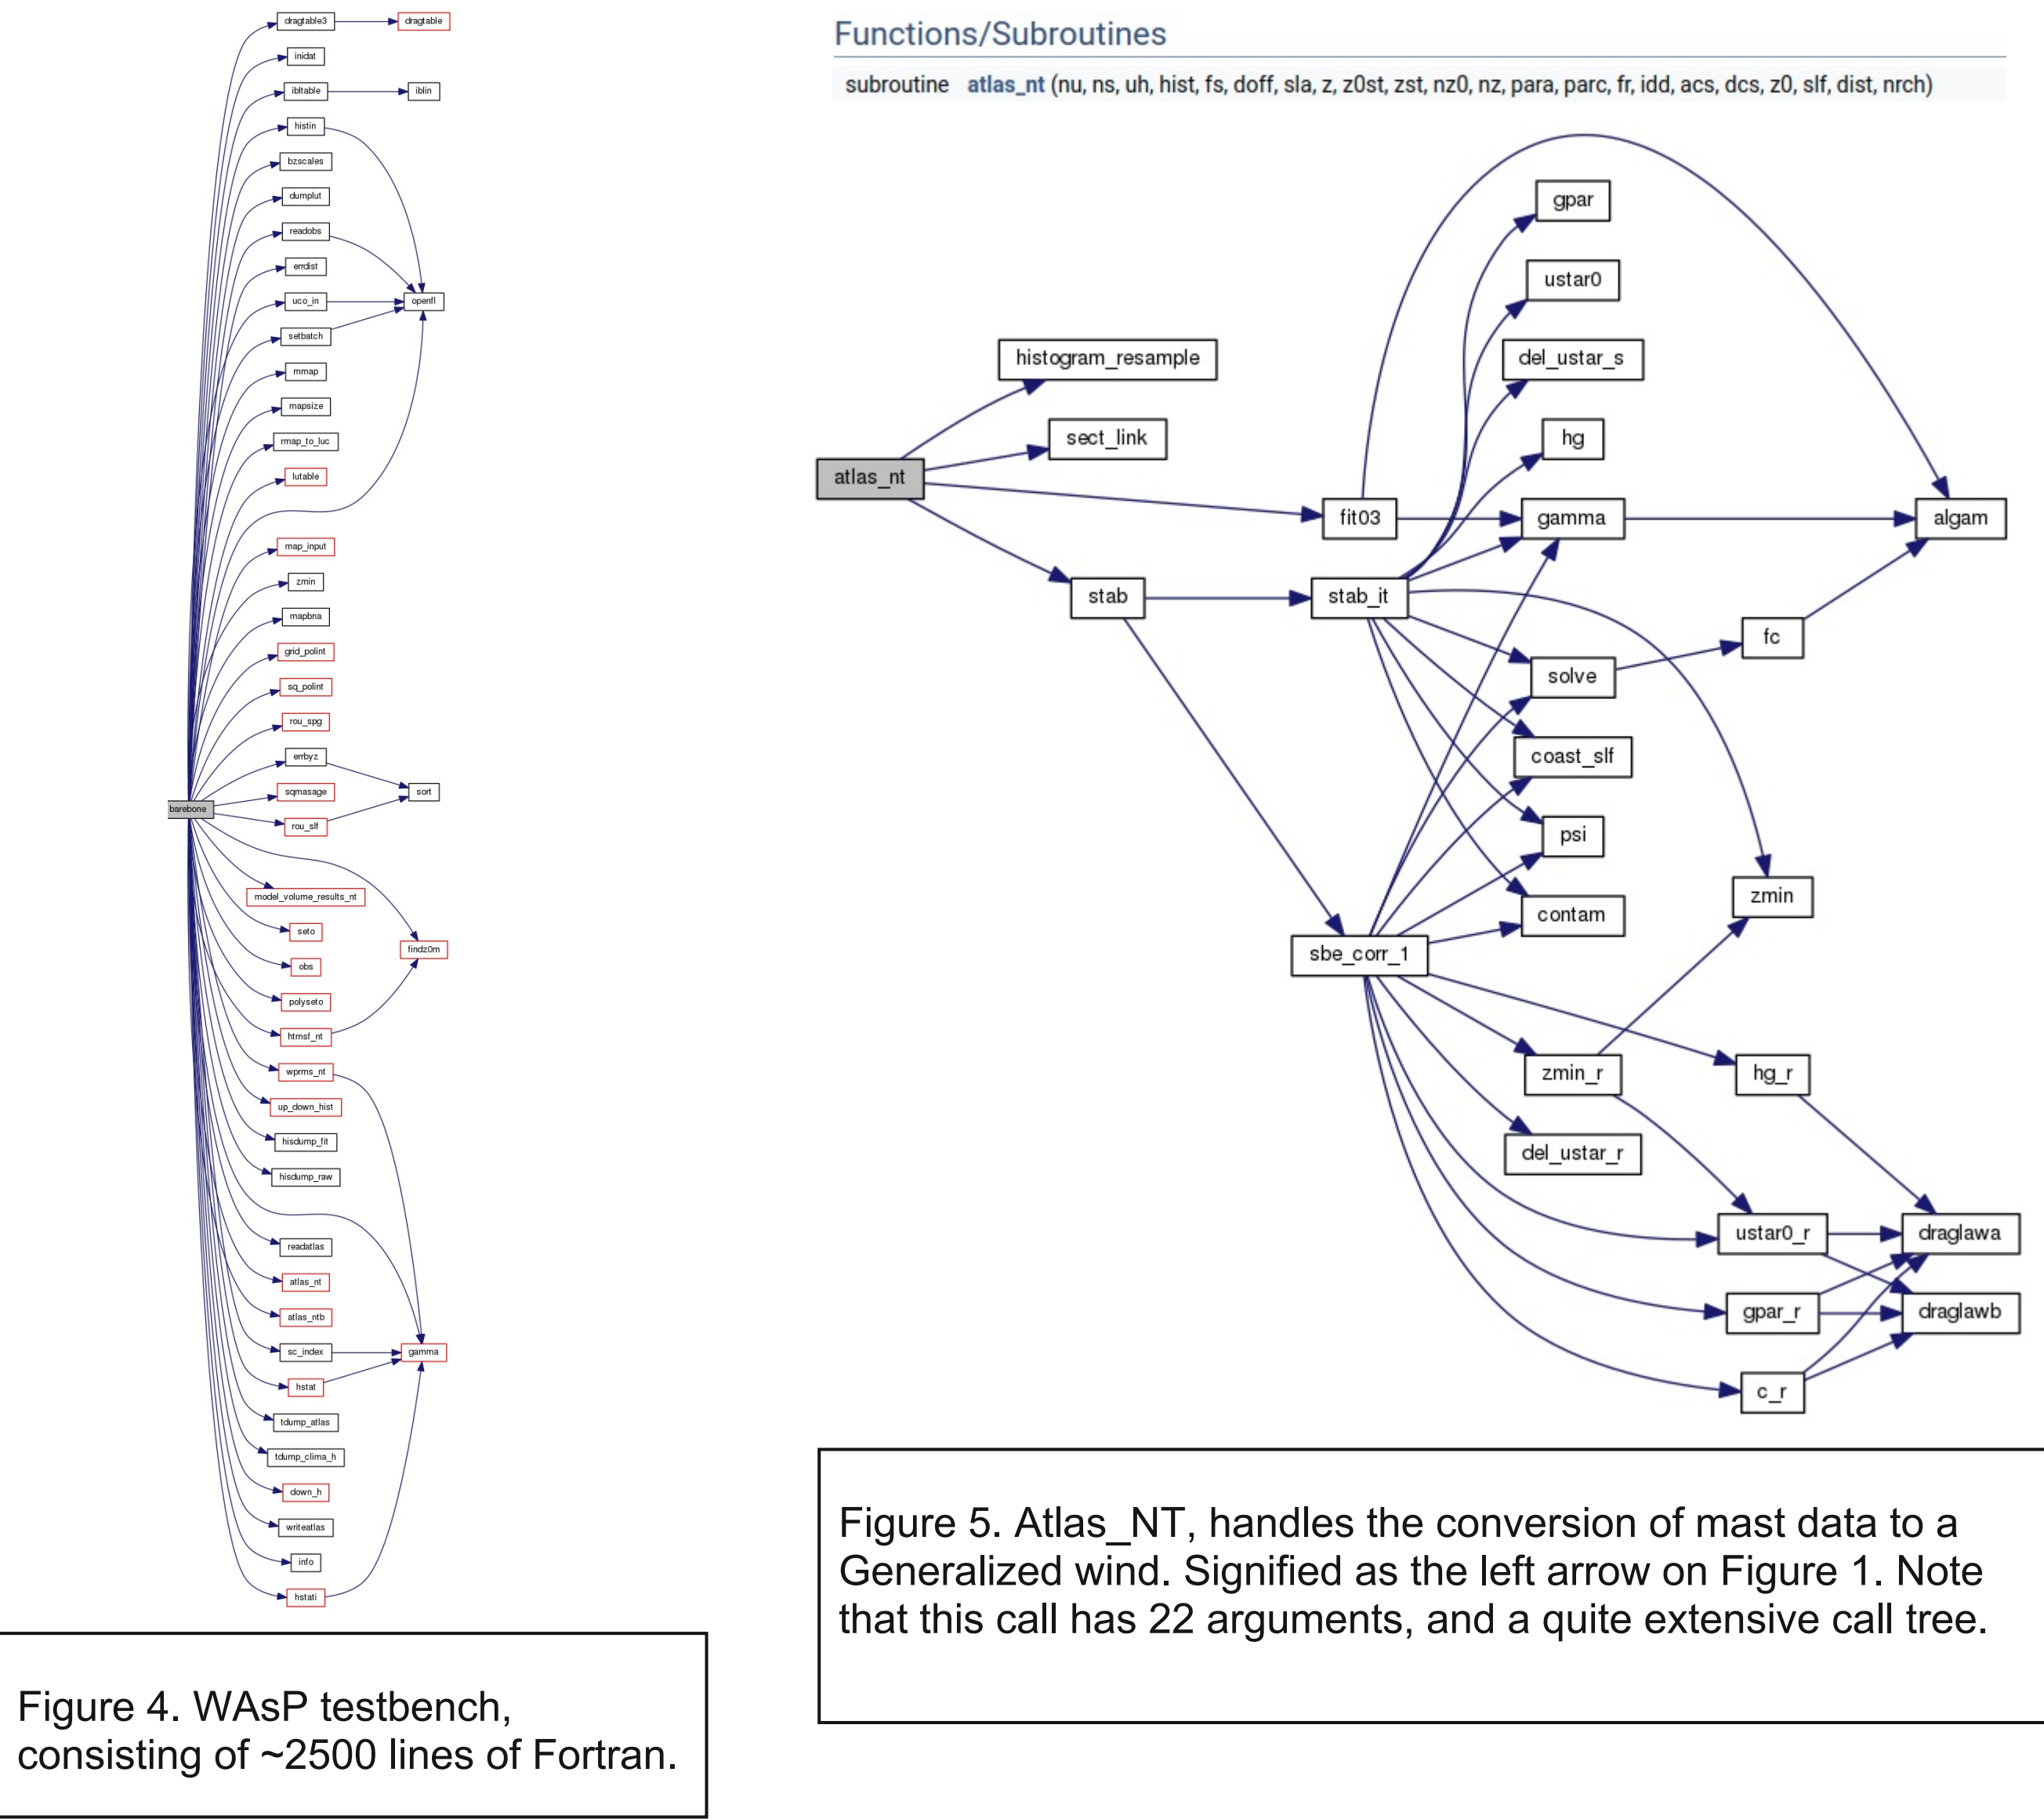 dragtable3
dragtable
inidat
ibltable
iblin
histin
bzscales
dumplut
readobs
errdist
uco_in
openfl
setbatch
mmap
mapsize
rmap_to_luc
lutable
map_input
zmin
mapbna
grid_polint
sq_polint
rou_spg
errbyz
sqmasage
sort
barebone
rou_slf
model_volume_results_nt
seto
findz0m
obs
polyseto
htrnsf_nt
wprms_nt
up_down_hist
hisdump_fit
hisdump_raw
readatlas
atlas_nt
atlas_ntb
sc_index
gamma
hstat
tdump_atlas
tdump_clima_h
down_h
writeatlas
info
hstati
Figure 4. WAsP testbench,
consisting of ~2500 lines of Fortran.
Functions/Subroutines
subroutine atlas_nt (nu, ns, uh, hist, fs, doff, sla, z, z0st, zst, nz0, nz, para, parc, fr, idd, acs, dcs, z0, slf, dist, nrch)
gpar
ustar0
histogram_resample
del_ustar_s
sect_link
hg
atlas_nt
fit03
gamma
algam
stab
stab_it
fc
solve
coast_slf
psi
zmin
contam
sbe_corr_1
zmin_r
hg_r
del_ustar_r
ustar0_r
draglawa
gpar_r
draglawb
c_r
Figure 5. Atlas_NT, handles the conversion of mast data to a
Generalized wind. Signified as the left arrow on Figure 1. Note
that this call has 22 arguments, and a quite extensive call tree.